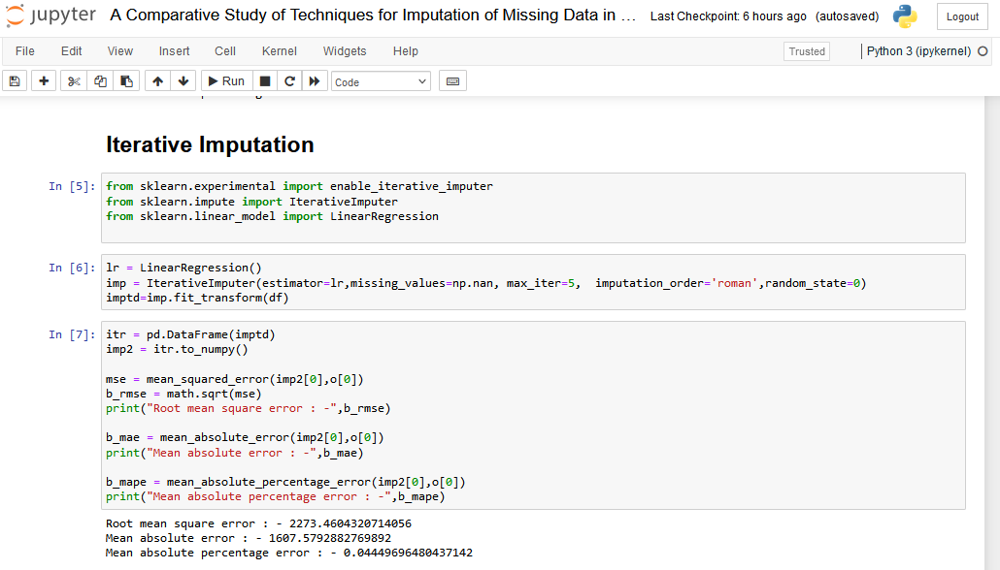 jupyter A Comparative Study of Techniques for Imputation of Missing Data in ... Last Checkpoint: 6 hours ago (autosaved) Logout
File Edit View Insert Cell Kernel Widgets Help Trusted Python 3 (ipykernel)
Run Code
Iterative Imputation
In [5]: from sklearn.experimental import enable_iterative_imputer
from sklearn.impute import IterativeImputer
from sklearn.linear_model import LinearRegression
In [6]: lr = LinearRegression()
imp = IterativeImputer(estimator=lr,missing_values=np.nan, max_iter=5,  imputation_order='roman',random_state=0)
imptd=imp.fit_transform(df)
In [7]: itr = pd.DataFrame(imptd)
imp2 = itr.to_numpy()
mse = mean_squared_error(imp2[0],o[0])
b_rmse = math.sqrt(mse)
print("Root mean square error : -",b_rmse)
b_mae = mean_absolute_error(imp2[0],o[0])
print("Mean absolute error : -",b_mae)
b_mape = mean_absolute_percentage_error(imp2[0],o[0])
print("Mean absolute percentage error : -",b_mape)
Root mean square error : - 2273.4604320714056
Mean absolute error : - 1607.5792882769892
Mean absolute percentage error : - 0.04449696480437142